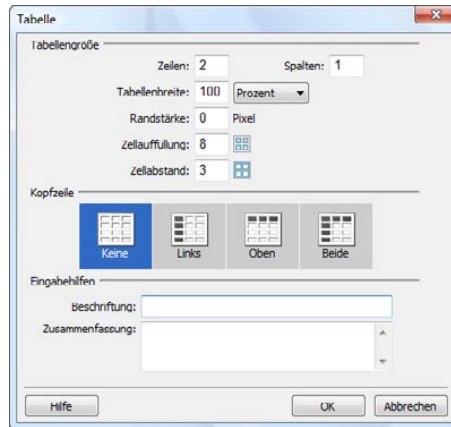 Tabelle
Tabellengröße
Zeilen: 2 Spalten: 1
Tabellenbreite: 100 Prozent
Randstärke: 0 Pixel
Zellauffüllung: 8
Zellabstand: 3
Kopfzeile
Keine Links Oben Beide
Eingabehilfen
Beschriftung:
Zusammenfassung:
Hilfe OK Abbrechen